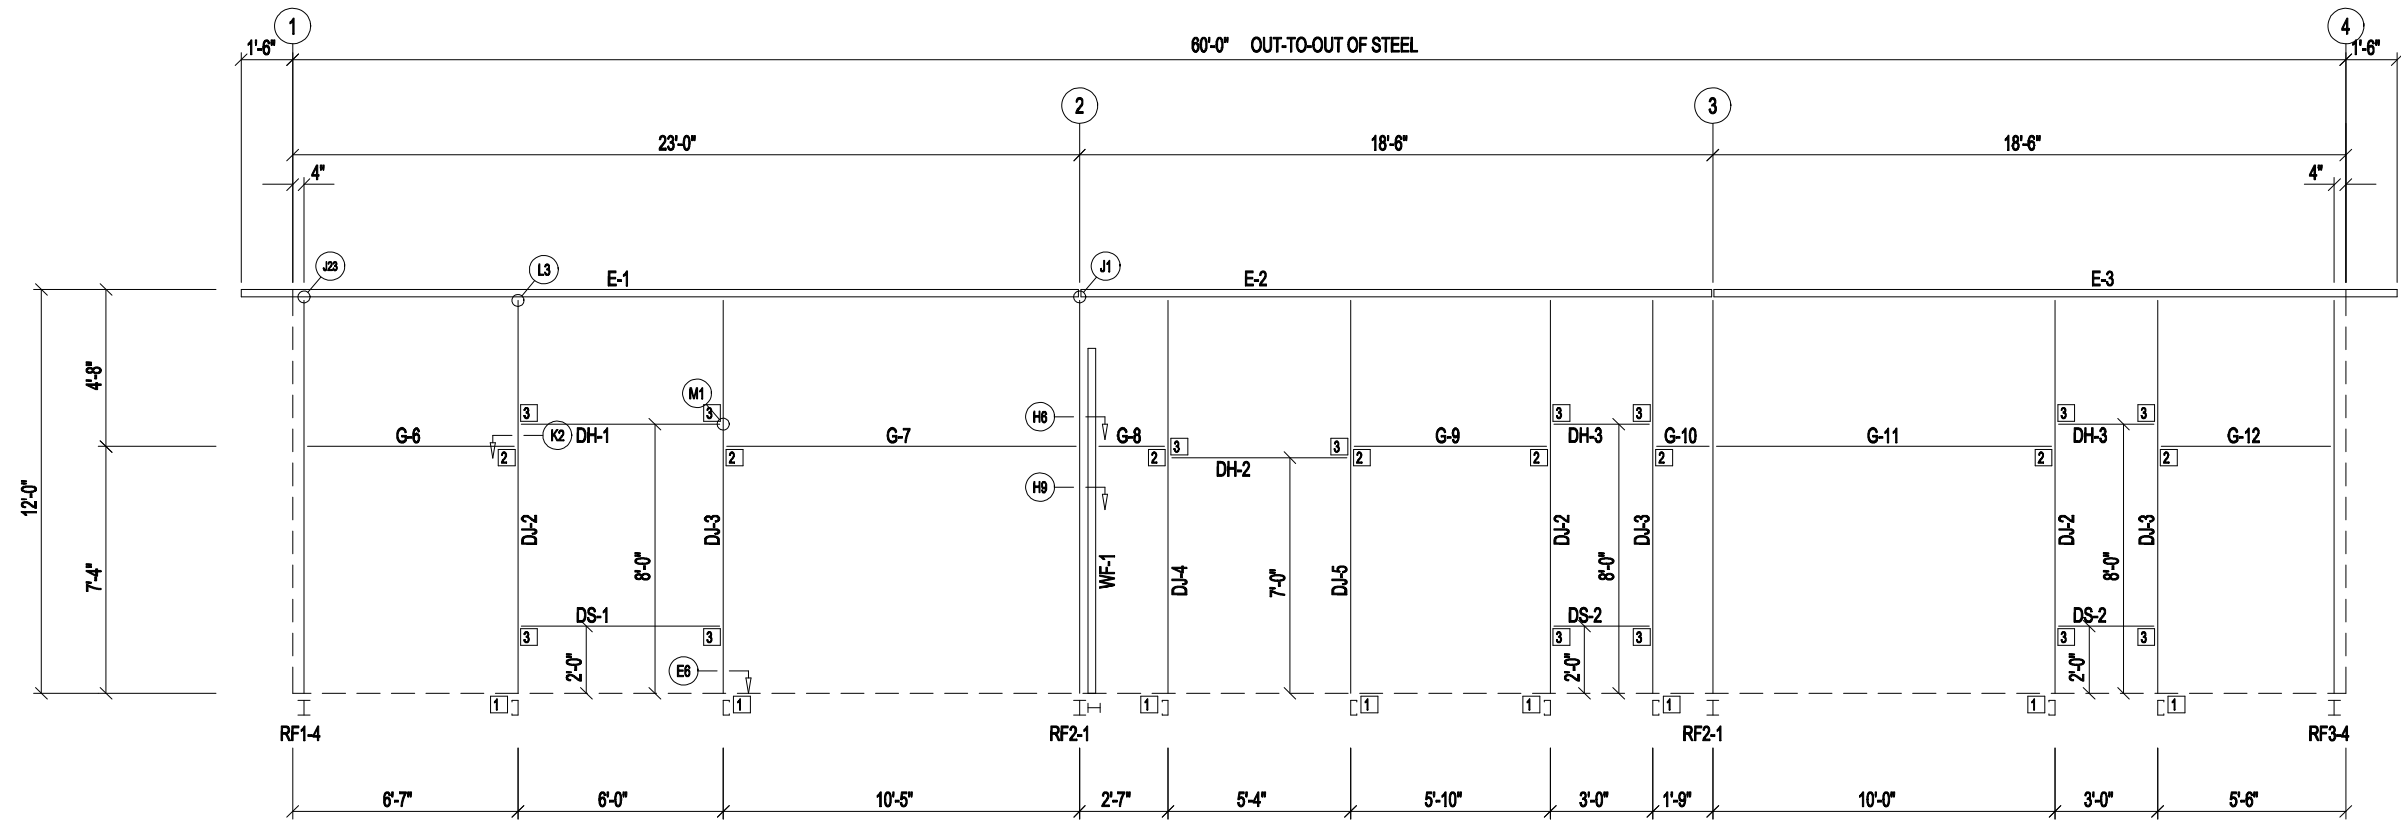 1
4
1'-6"
60'-0" OUT-TO-OUT OF STEEL
1'-6"
2
3
23'-0"
18'-6"
18'-6"
4"
4"
J23
L3
E-1
J1
E-2
E-3
4'-8"
12'-0"
7'-4"
M1
3
3
H6
3
3
3
3
G-6
K2
DH-1
G-7
G-8
3
3
G-9
DH-3
G-10
G-11
DH-3
G-12
2
2
2
DH-2
2
2
2
2
2
H9
DJ-2
8'-0"
DJ-3
WF-1
DJ-4
7'-0"
DJ-5
DJ-2
8'-0"
DJ-3
DJ-2
8'-0"
DJ-3
DS-1
DS-2
DS-2
3
3
3
3
3
3
2'-0"
E6
2'-0"
2'-0"
1
1
1
1
1
1
1
1
RF1-4
RF2-1
RF2-1
RF3-4
6'-7"
6'-0"
10'-5"
2'-7"
5'-4"
5'-10"
3'-0"
1'-9"
10'-0"
3'-0"
5'-6"